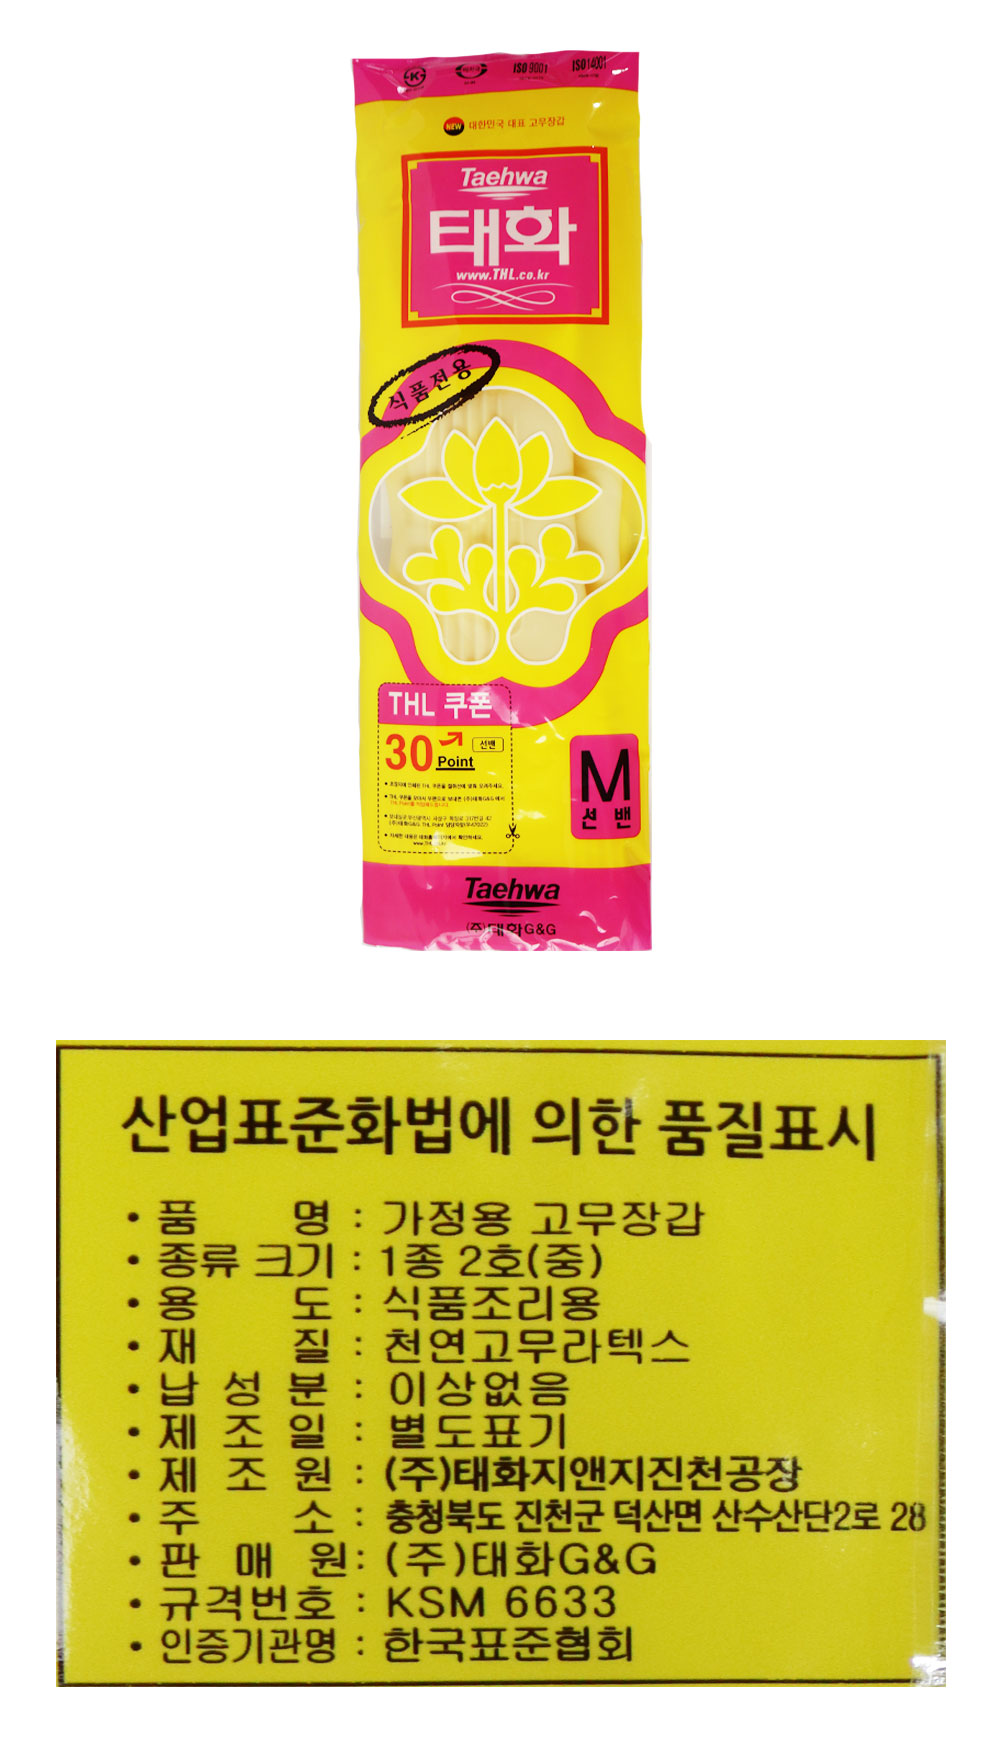 ISO 9001
ISO 14001
NEW 대한민국 대표 고무장갑
Taehwa
태화
www.THL.co.kr
식품전용
THL 쿠폰
30 Point
선밴
M
선 밴
Taehwa
(주)태화G&G
산업표준화법에 의한 품질표시
• 품 명 : 가정용 고무장갑
• 종류 크기 : 1종 2호(중)
• 용 도 : 식품조리용
• 재 질 : 천연고무라텍스
• 납 성 분 : 이상없음
• 제 조 일 : 별도표기
• 제 조 원 : (주)태화지앤지진천공장
• 주 소 : 충청북도 진천군 덕산면 산수산단2로 28
• 판 매 원 : (주)태화G&G
• 규격번호 : KSM 6633
• 인증기관명 : 한국표준협회